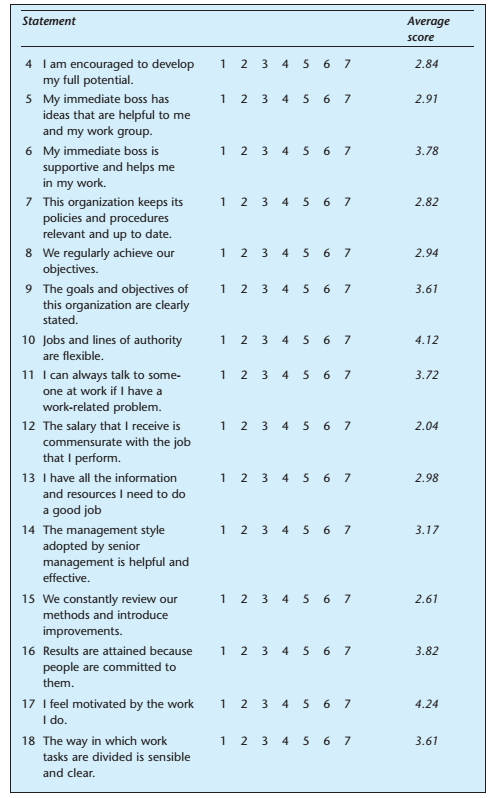 Statement Average
score
4 I am encouraged to develop 1 2 3 4 5 6 7 2.84
my full potential.
5 My immediate boss has 1 2 3 4 5 6 7 2.91
ideas that are helpful to me
and my work group.
6 My immediate boss is 1 2 3 4 5 6 7 3.78
supportive and helps me
in my work.
7 This organization keeps its 1 2 3 4 5 6 7 2.82
policies and procedures
relevant and up to date.
8 We regularly achieve our 1 2 3 4 5 6 7 2.94
objectives.
9 The goals and objectives of 1 2 3 4 5 6 7 3.61
this organization are clearly
stated.
10 Jobs and lines of authority 1 2 3 4 5 6 7 4.12
are flexible.
11 I can always talk to some- 1 2 3 4 5 6 7 3.72
one at work if I have a
work-related problem.
12 The salary that I receive is 1 2 3 4 5 6 7 2.04
commensurate with the job
that I perform.
13 I have all the information 1 2 3 4 5 6 7 2.98
and resources I need to do
a good job
14 The management style 1 2 3 4 5 6 7 3.17
adopted by senior
management is helpful and
effective.
15 We constantly review our 1 2 3 4 5 6 7 2.61
methods and introduce
improvements.
16 Results are attained because 1 2 3 4 5 6 7 3.82
people are committed to
them.
17 I feel motivated by the work 1 2 3 4 5 6 7 4.24
I do.
18 The way in which work 1 2 3 4 5 6 7 3.61
tasks are divided is sensible
and clear.